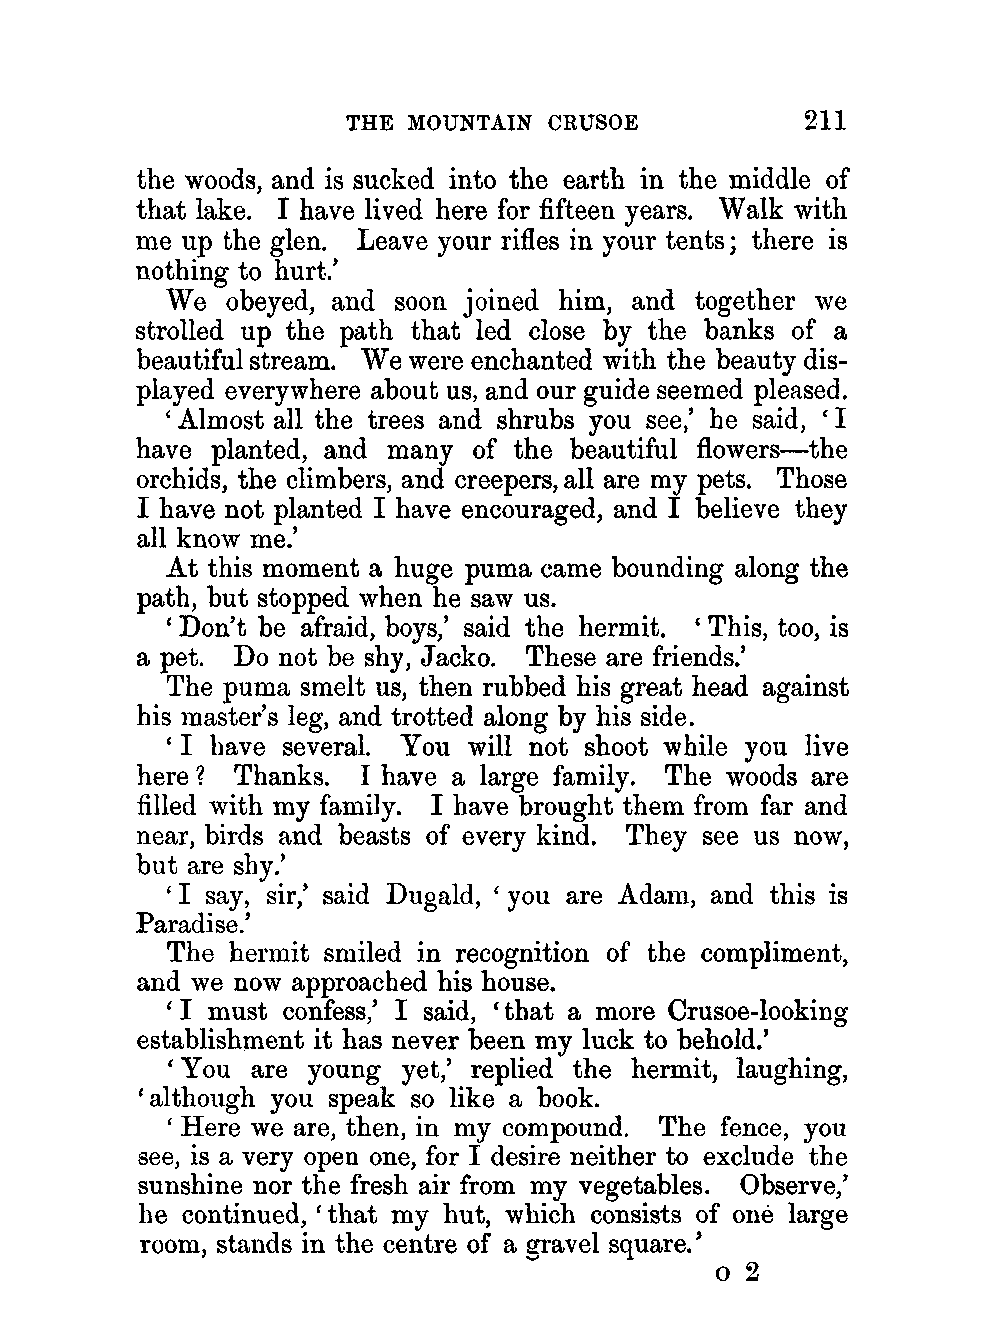 THE MOUNTAIN CRUSOE 211
the woods, and is sucked into the earth in the middle of
that lake. I have lived here for fifteen years. Walk with
me up the glen. Leave your rifles in your tents; there is
nothing to hurt.’
We obeyed, and soon joined him, and together we
strolled up the path that led close by the banks of a
beautiful stream. We were enchanted with the beauty dis-
played everywhere about us, and our guide seemed pleased.
‘Almost all the trees and shrubs you see,’ he said, ‘I
have planted, and many of the beautiful flowers—the
orchids, the climbers, and creepers, all are my pets. Those
I have not planted I have encouraged, and I believe they
all know me.’
At this moment a huge puma came bounding along the
path, but stopped when he saw us.
‘Don’t be afraid, boys,’ said the hermit. ‘This, too, is
a pet. Do not be shy, Jacko. These are friends.’
The puma smelt us, then rubbed his great head against
his master’s leg, and trotted along by his side.
‘I have several. You will not shoot while you live
here? Thanks. I have a large family. The woods are
filled with my family. I have brought them from far and
near, birds and beasts of every kind. They see us now,
but are shy.’
‘I say, sir,’ said Dugald, ‘you are Adam, and this is
Paradise.’
The hermit smiled in recognition of the compliment,
and we now approached his house.
‘I must confess,’ I said, ‘that a more Crusoe-looking
establishment it has never been my luck to behold.’
‘You are young yet,’ replied the hermit, laughing,
‘although you speak so like a book.
‘Here we are, then, in my compound. The fence, you
see, is a very open one, for I desire neither to exclude the
sunshine nor the fresh air from my vegetables. Observe,’
he continued, ‘that my hut, which consists of one large
room, stands in the centre of a gravel square.’
O 2